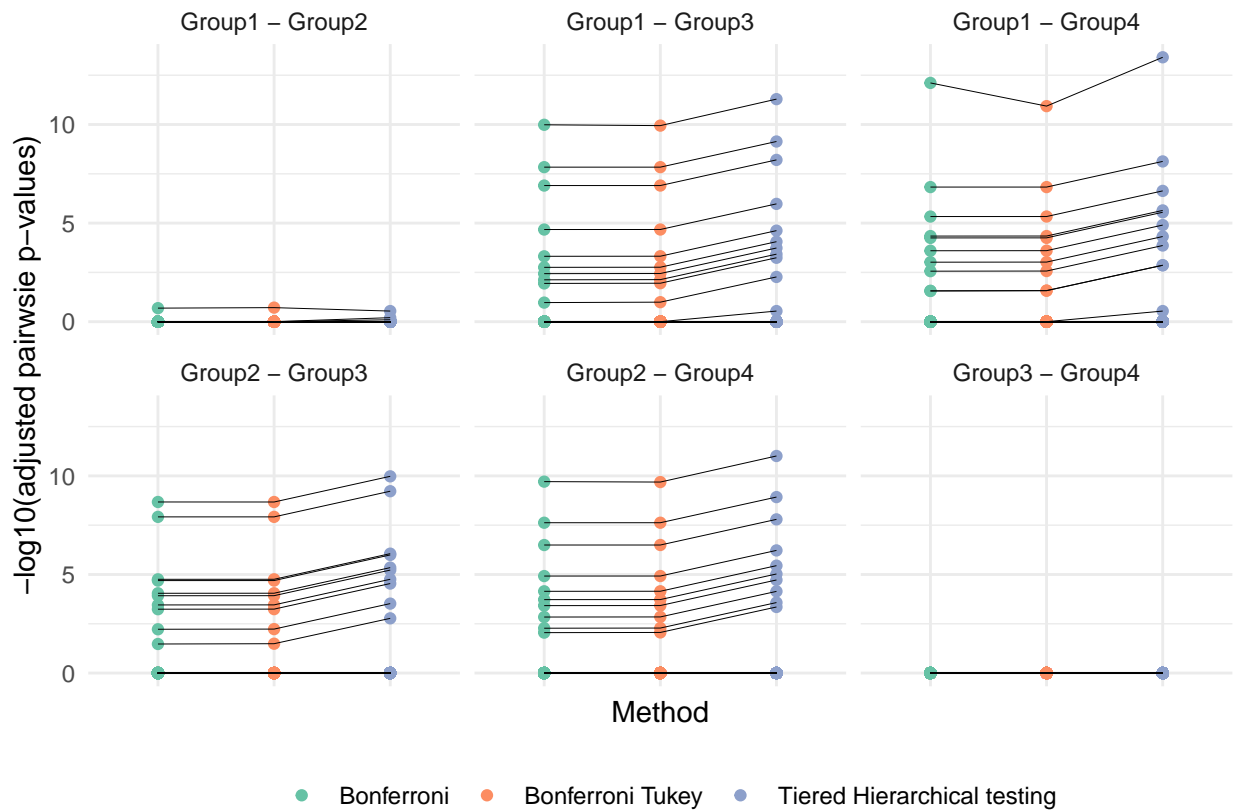 Group1 − Group2
Group1 − Group3
Group1 − Group4
10
5
0
Group2 − Group3
Group2 − Group4
Group3 − Group4
10
5
0
−log10(adjusted pairwsie p−values)
Method
Bonferroni
Bonferroni Tukey
Tiered Hierarchical testing